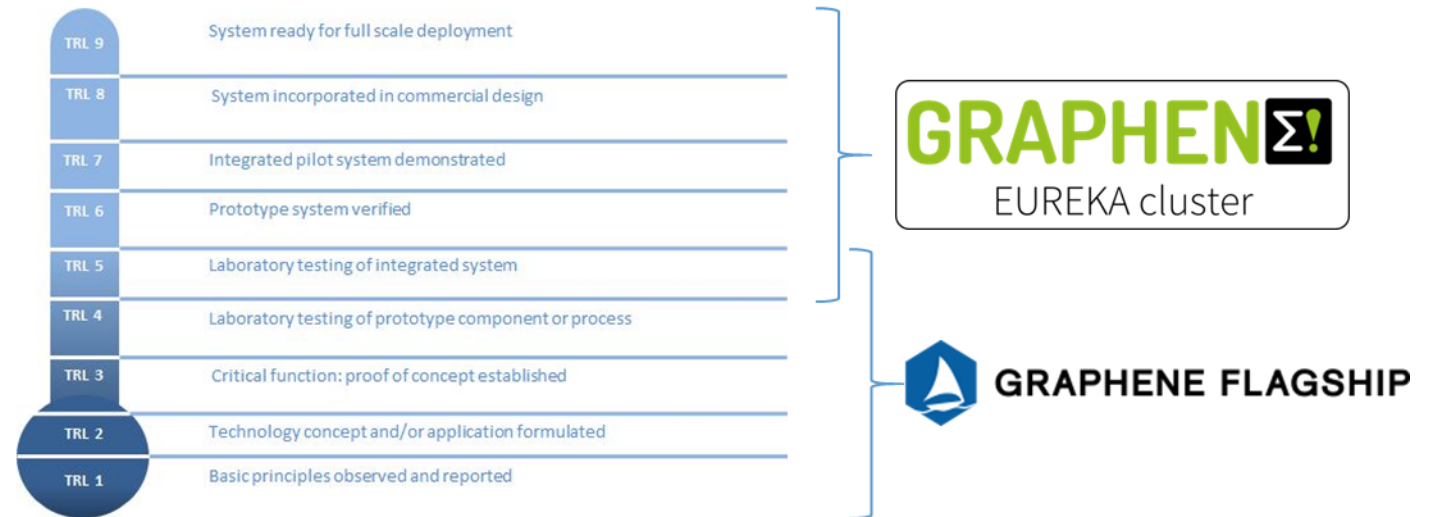 TRL 9 System ready for full scale deployment
TRL 8 System incorporated in commercial design
TRL 7 Integrated pilot system demonstrated
TRL 6 Prototype system verified
TRL 5 Laboratory testing of integrated system
TRL 4 Laboratory testing of prototype component or process
TRL 3 Critical function: proof of concept established
TRL 2 Technology concept and/or application formulated
TRL 1 Basic principles observed and reported
GRAPHENΣ!
EUREKA cluster
GRAPHENE FLAGSHIP